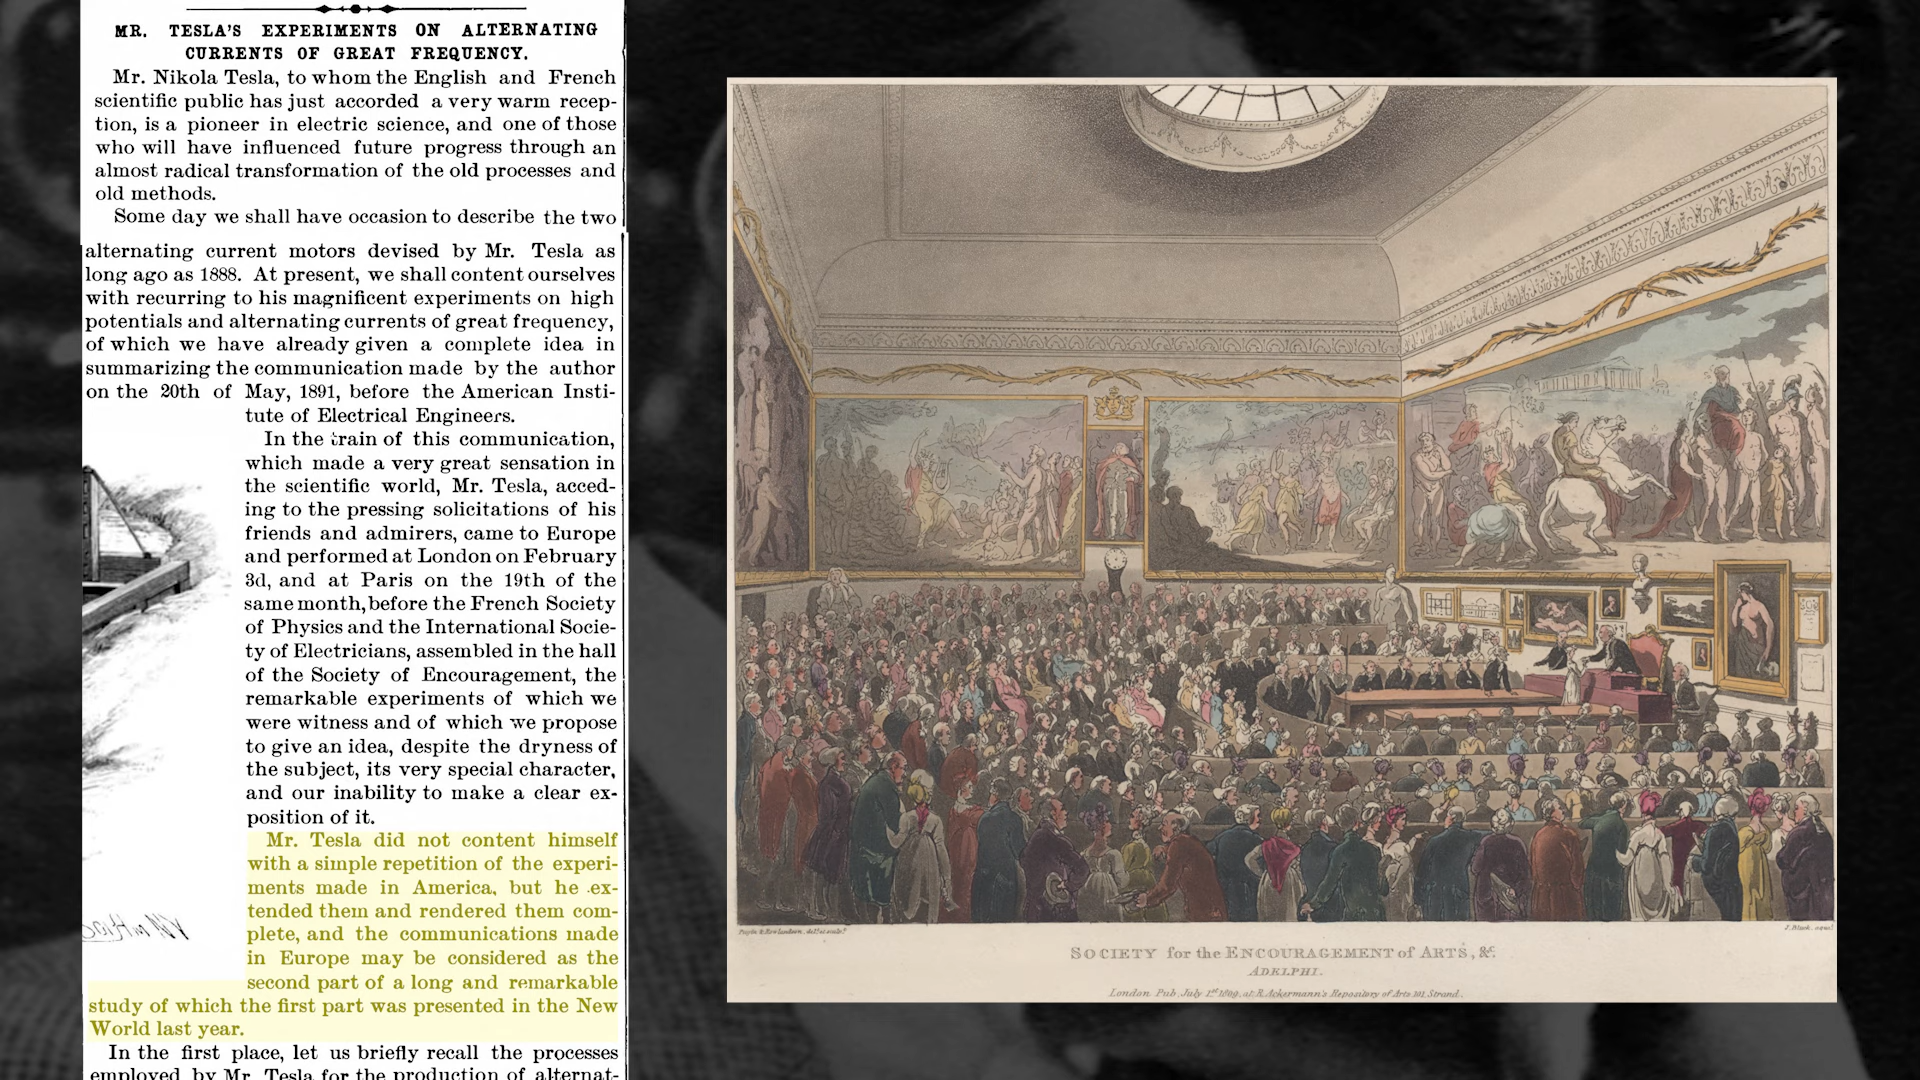 MR. TESLA'S EXPERIMENTS ON ALTERNATING
CURRENTS OF GREAT FREQUENCY.
Mr. Nikola Tesla, to whom the English and French
scientific public has just accorded a very warm recep-
tion, is a pioneer in electric science, and one of those
who will have influenced future progress through an
almost radical transformation of the old processes and
old methods.
Some day we shall have occasion to describe the two
alternating current motors devised by Mr. Tesla as
long ago as 1888. At present, we shall content ourselves
with recurring to his magnificent experiments on high
potentials and alternating currents of great frequency,
of which we have already given a complete idea in
summarizing the communication made by the author
on the 20th of May, 1891, before the American Insti-
tute of Electrical Engineers.
In the train of this communication,
which made a very great sensation in
the scientific world, Mr. Tesla, acced-
ing to the pressing solicitations of his
friends and admirers, came to Europe
and performed at London on February
3d, and at Paris on the 19th of the
same month, before the French Society
of Physics and the International Socie-
ty of Electricians, assembled in the hall
of the Society of Encouragement, the
remarkable experiments of which we
were witness and of which we propose
to give an idea, despite the dryness of
the subject, its very special character,
and our inability to make a clear ex-
position of it.
Mr. Tesla did not content himself
with a simple repetition of the experi-
ments made in America, but he ex-
tended them and rendered them com-
plete, and the communications made
in Europe may be considered as the
second part of a long and remarkable
study of which the first part was presented in the New
World last year.
In the first place, let us briefly recall the processes
employed by Mr. Tesla for the production of alternat-
SOCIETY for the ENCOURAGEMENT of ARTS, &c.
ADELPHI.
London Pub. July 1st 1809, at R. Ackermann's Repository of Arts 101 Strand.